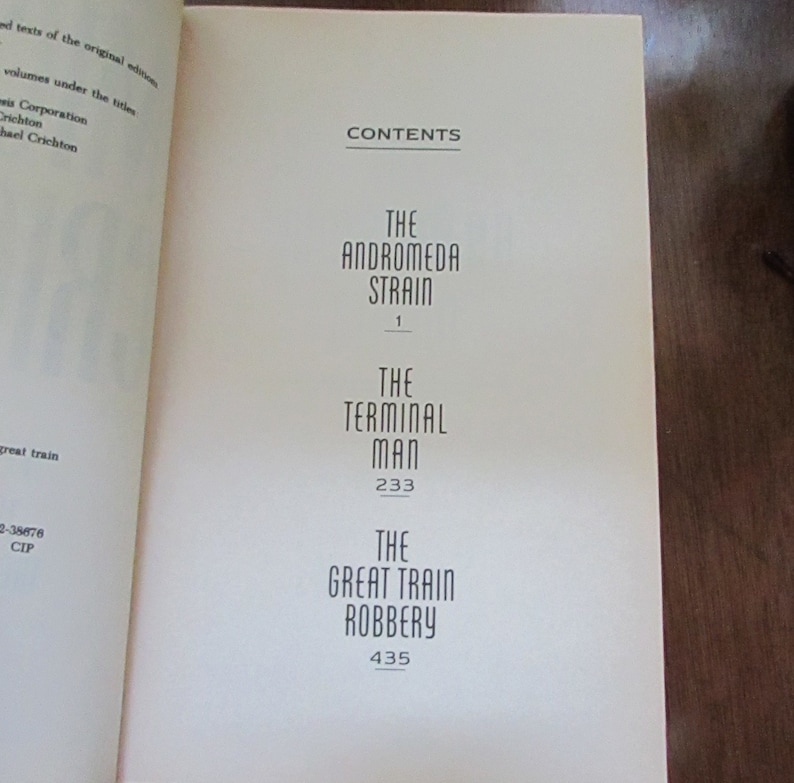 ed texts of the original edition
volumes under the titles
esis Corporation
Crichton
hael Crichton
great train
2-38676
CIP
CONTENTS
THE
ANDROMEDA
STRAIN
1
THE
TERMINAL
MAN
233
THE
GREAT TRAIN
ROBBERY
435